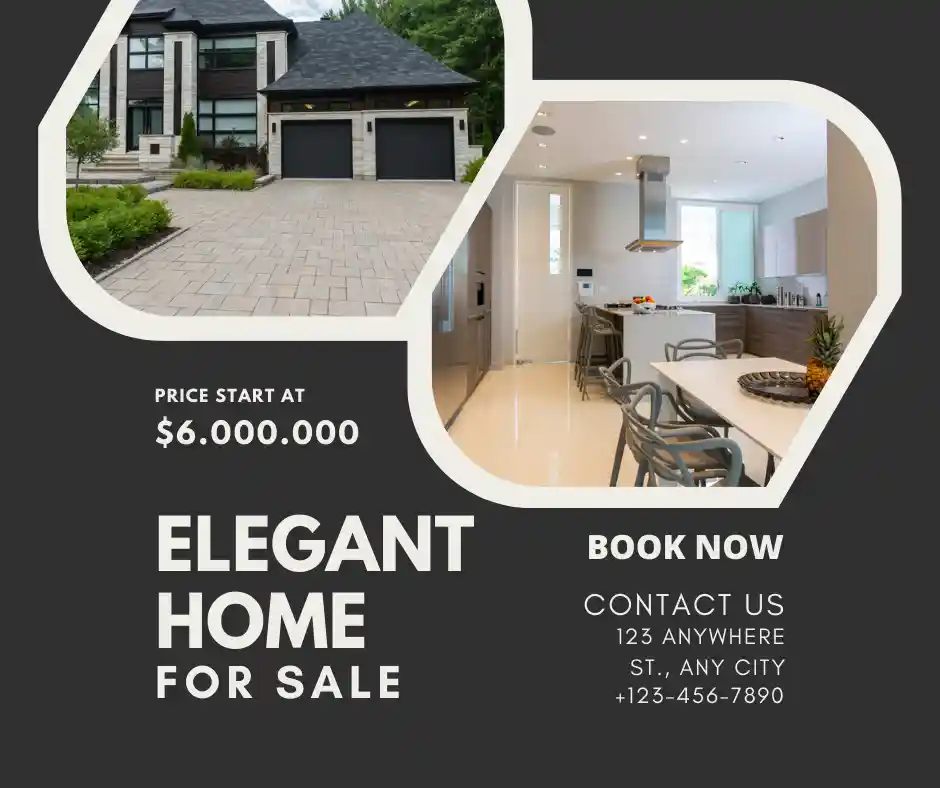 PRICE START AT
$6.000.000
ELEGANT
HOME
FOR SALE
BOOK NOW
CONTACT US
123 ANYWHERE
ST., ANY CITY
+123-456-7890